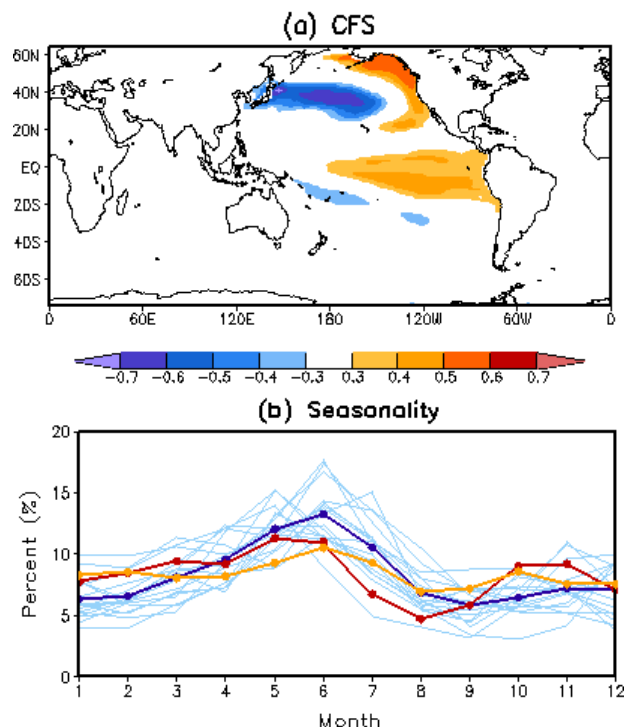 (a) CFS
60N
40N
20N
EQ
20S
40S
60S
0 60E 120E 180 120W 60W 0
-0.7 -0.6 -0.5 -0.4 -0.3 0.3 0.4 0.5 0.6 0.7
(b) Seasonality
20
15
10
5
0
Percent (%)
1 2 3 4 5 6 7 8 9 10 11 12
Month